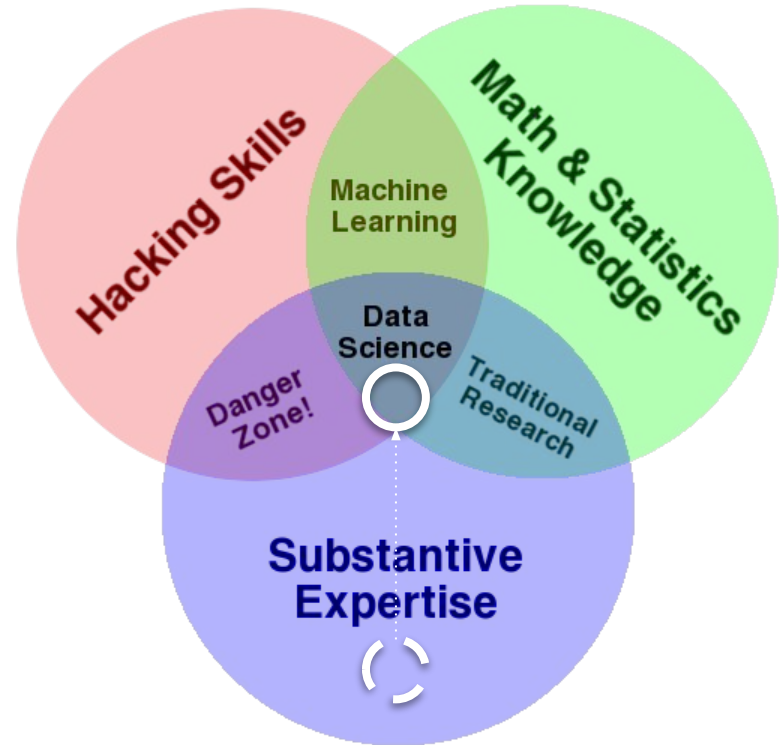 Hacking Skills
Math & Statistics
Knowledge
Machine
Learning
Data
Science
Danger
Zone!
Traditional
Research
Substantive
Expertise